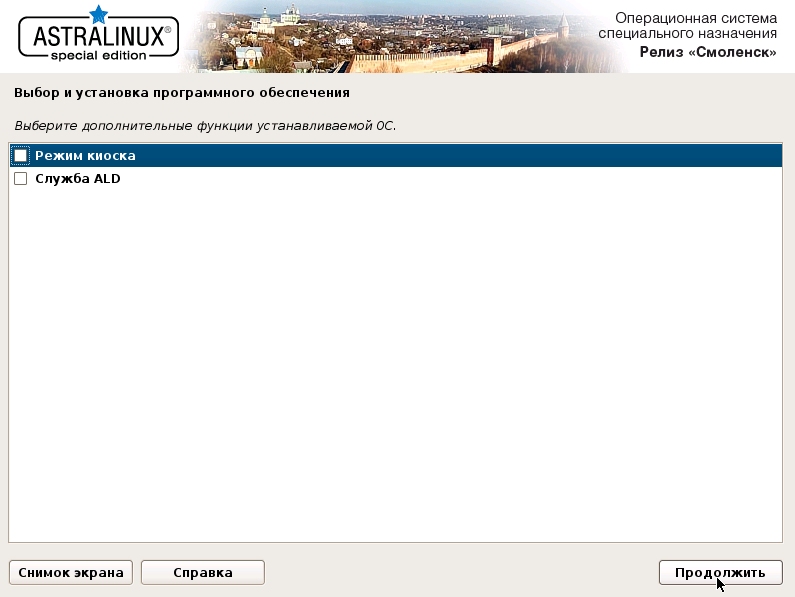 ASTRALINUX®
special edition
Операционная система
специального назначения
Релиз «Смоленск»
Выбор и установка программного обеспечения
Выберите дополнительные функции устанавливаемой ОС.
Режим киоска
Служба ALD
Снимок экрана
Справка
Продолжить